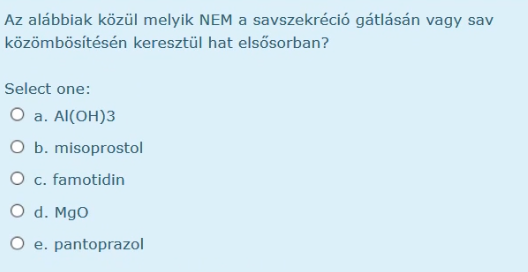 Az alábbiak közül melyik NEM a savszekréció gátlásán vagy sav
közömbösítésén keresztül hat elsősorban?
Select one:
a. Al(OH)3
b. misoprostol
c. famotidin
d. MgO
e. pantoprazol